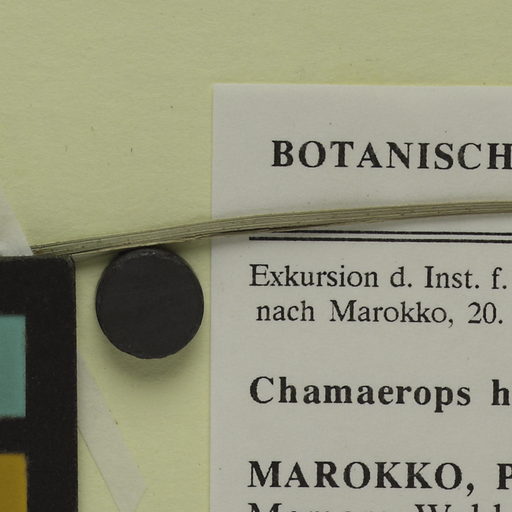 BOTANISCH
Exkursion d. Inst. f.
nach Marokko, 20.
Chamaerops h
MAROKKO, P